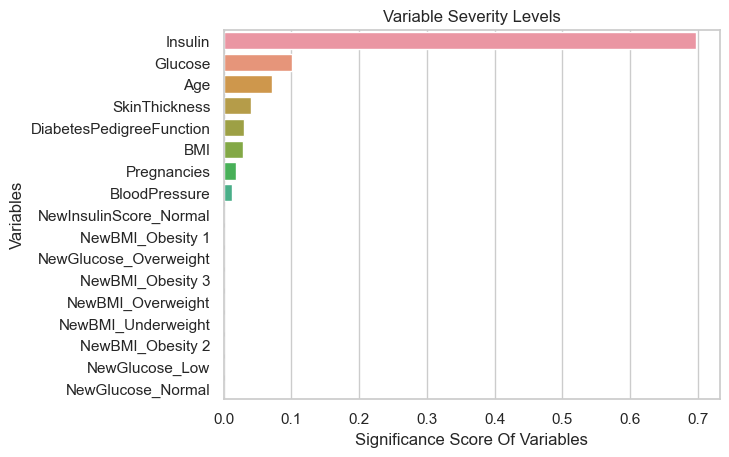 Variable Severity Levels
Insulin
Glucose
Age
SkinThickness
DiabetesPedigreeFunction
BMI
Pregnancies
BloodPressure
NewInsulinScore_Normal
NewBMI_Obesity 1
NewGlucose_Overweight
NewBMI_Obesity 3
NewBMI_Overweight
NewBMI_Underweight
NewBMI_Obesity 2
NewGlucose_Low
NewGlucose_Normal
Variables
0.0 0.1 0.2 0.3 0.4 0.5 0.6 0.7
Significance Score Of Variables